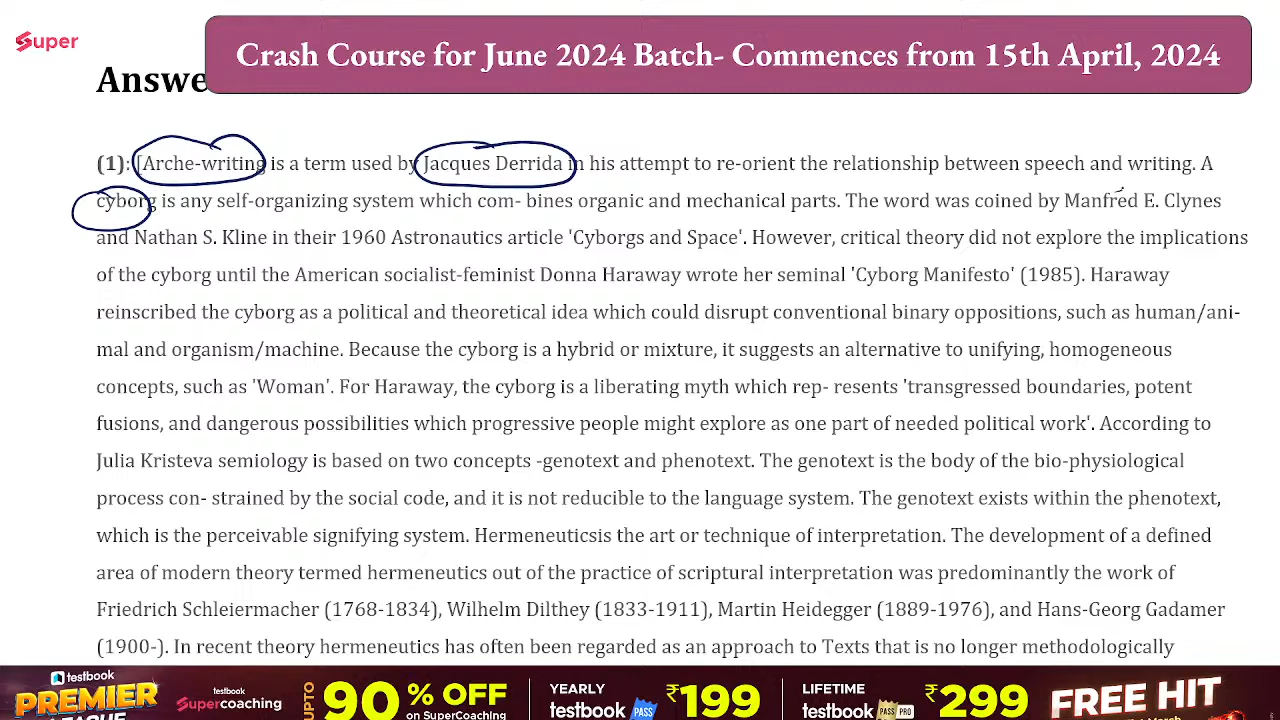 Super
Crash Course for June 2024 Batch- Commences from 15th April, 2024
Answe
(1): [Arche-writing is a term used by Jacques Derrida in his attempt to re-orient the relationship between speech and writing. A
cyborg is any self-organizing system which com- bines organic and mechanical parts. The word was coined by Manfred E. Clynes
and Nathan S. Kline in their 1960 Astronautics article 'Cyborgs and Space'. However, critical theory did not explore the implications
of the cyborg until the American socialist-feminist Donna Haraway wrote her seminal 'Cyborg Manifesto' (1985). Haraway
reinscribed the cyborg as a political and theoretical idea which could disrupt conventional binary oppositions, such as human/ani-
mal and organism/machine. Because the cyborg is a hybrid or mixture, it suggests an alternative to unifying, homogeneous
concepts, such as 'Woman'. For Haraway, the cyborg is a liberating myth which rep- resents 'transgressed boundaries, potent
fusions, and dangerous possibilities which progressive people might explore as one part of needed political work'. According to
Julia Kristeva semiology is based on two concepts -genotext and phenotext. The genotext is the body of the bio-physiological
process con- strained by the social code, and it is not reducible to the language system. The genotext exists within the phenotext,
which is the perceivable signifying system. Hermeneuticsis the art or technique of interpretation. The development of a defined
area of modern theory termed hermeneutics out of the practice of scriptural interpretation was predominantly the work of
Friedrich Schleiermacher (1768-1834), Wilhelm Dilthey (1833-1911), Martin Heidegger (1889-1976), and Hans-Georg Gadamer
(1900-). In recent theory hermeneutics has often been regarded as an approach to Texts that is no longer methodologically
testbook
PREMIER
testbook
Supercoaching
UPTO 90% OFF
on SuperCoaching
YEARLY
testbook PASS
₹199
LIFETIME
testbook PASS PRO
₹299
FREE HIT